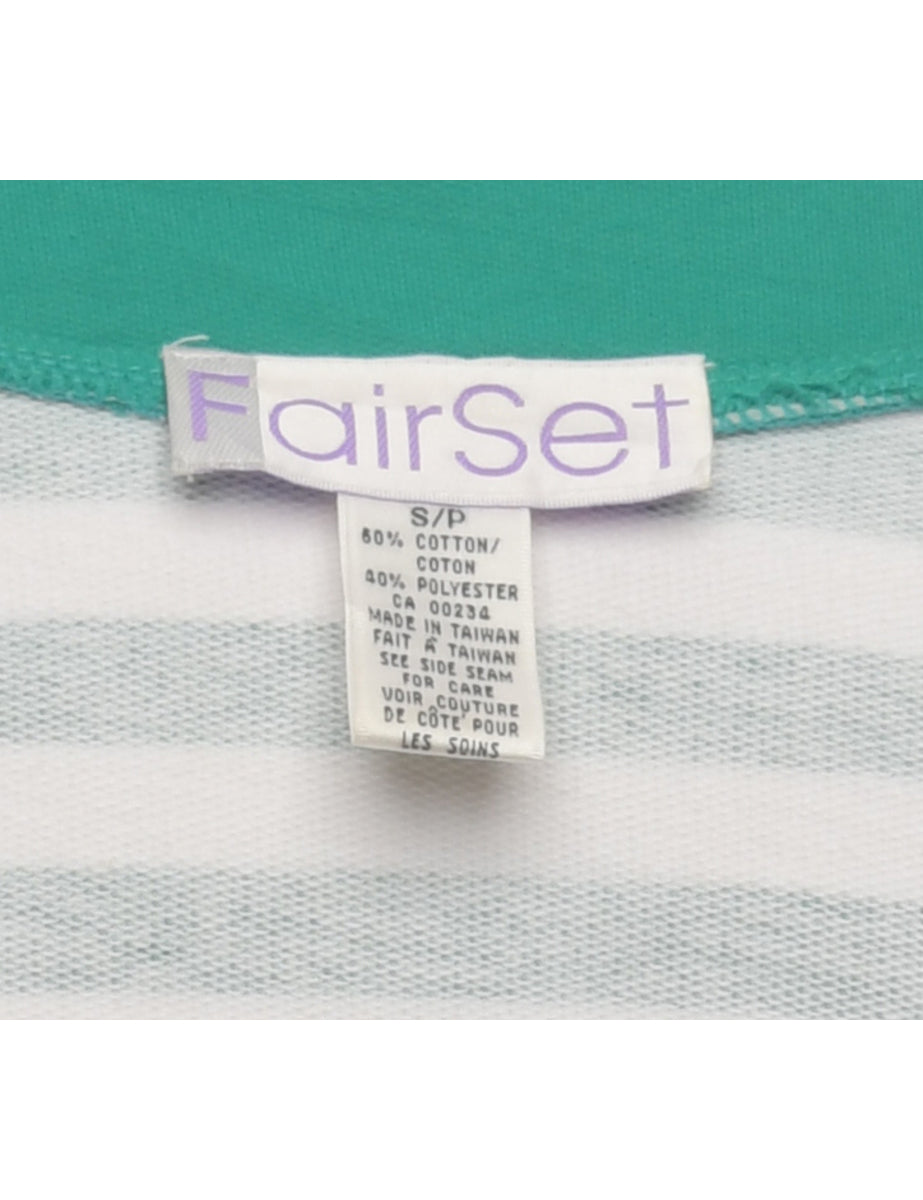 FairSet
S/P
60% COTTON/
COTON
40% POLYESTER
CA 00234
MADE IN TAIWAN
FAIT Â TAIWAN
SEE SIDE SEAM
FOR CARE
VOIR COUTURE
DE CÔTE' POUR
LES SOINS